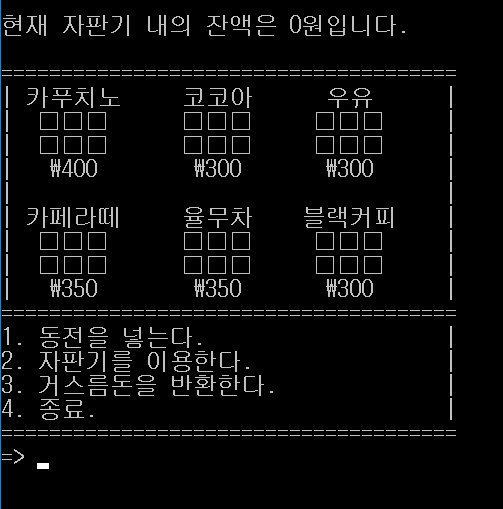 현재 자판기 내의 잔액은 0원입니다.
======================================
| 카푸치노 코코아 우유 |
| □□□ □□□ □□□ |
| □□□ □□□ □□□ |
| ₩400 ₩300 ₩300 |
| |
| 카페라떼 율무차 블랙커피 |
| □□□ □□□ □□□ |
| □□□ □□□ □□□ |
| ₩350 ₩350 ₩300 |
======================================
1. 동전을 넣는다. |
2. 자판기를 이용한다. |
3. 거스름돈을 반환한다. |
4. 종료. |
======================================
=> _